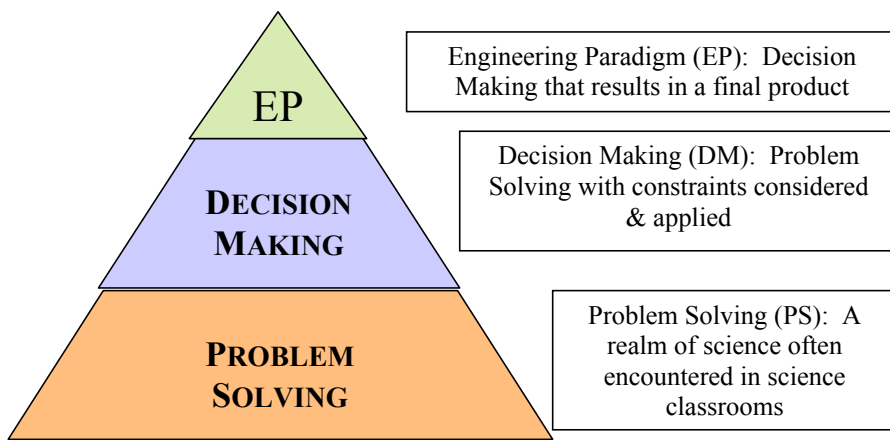 EP
Engineering Paradigm (EP): Decision
Making that results in a final product
DECISION
MAKING
Decision Making (DM): Problem
Solving with constraints considered
& applied
PROBLEM
SOLVING
Problem Solving (PS): A
realm of science often
encountered in science
classrooms